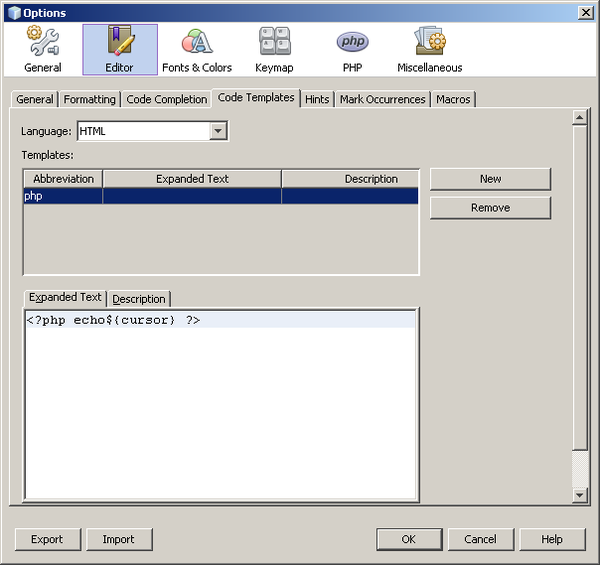 Options
General
Editor
Fonts & Colors
Keymap
php
PHP
Miscellaneous
General
Formatting
Code Completion
Code Templates
Hints
Mark Occurrences
Macros
Language: HTML
Templates:
Abbreviation
Expanded Text
Description
New
php
Remove
Expanded Text
Description
<?php echo${cursor} ?>
Export
Import
OK
Cancel
Help